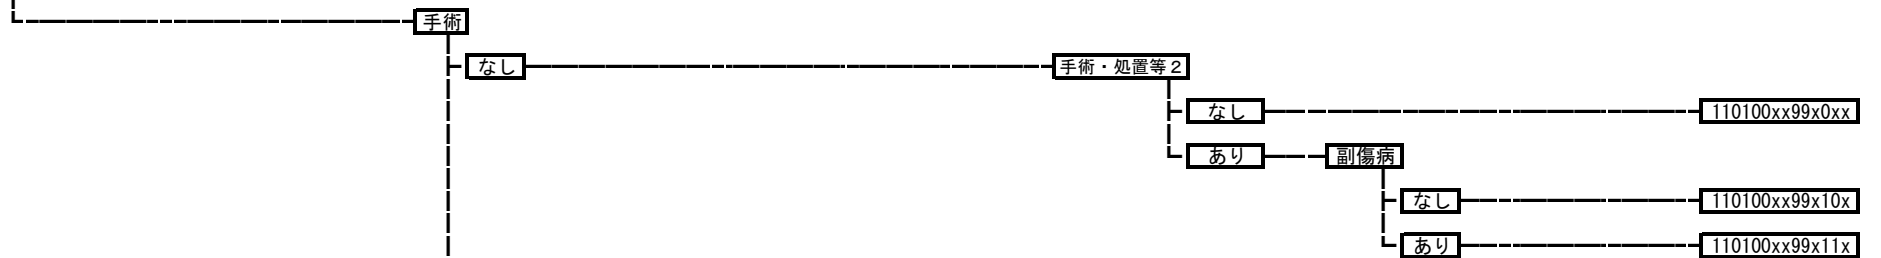 手術
なし 手術・処置等２
なし 110100xx99x0xx
あり 副傷病
なし 110100xx99x10x
あり 110100xx99x11x